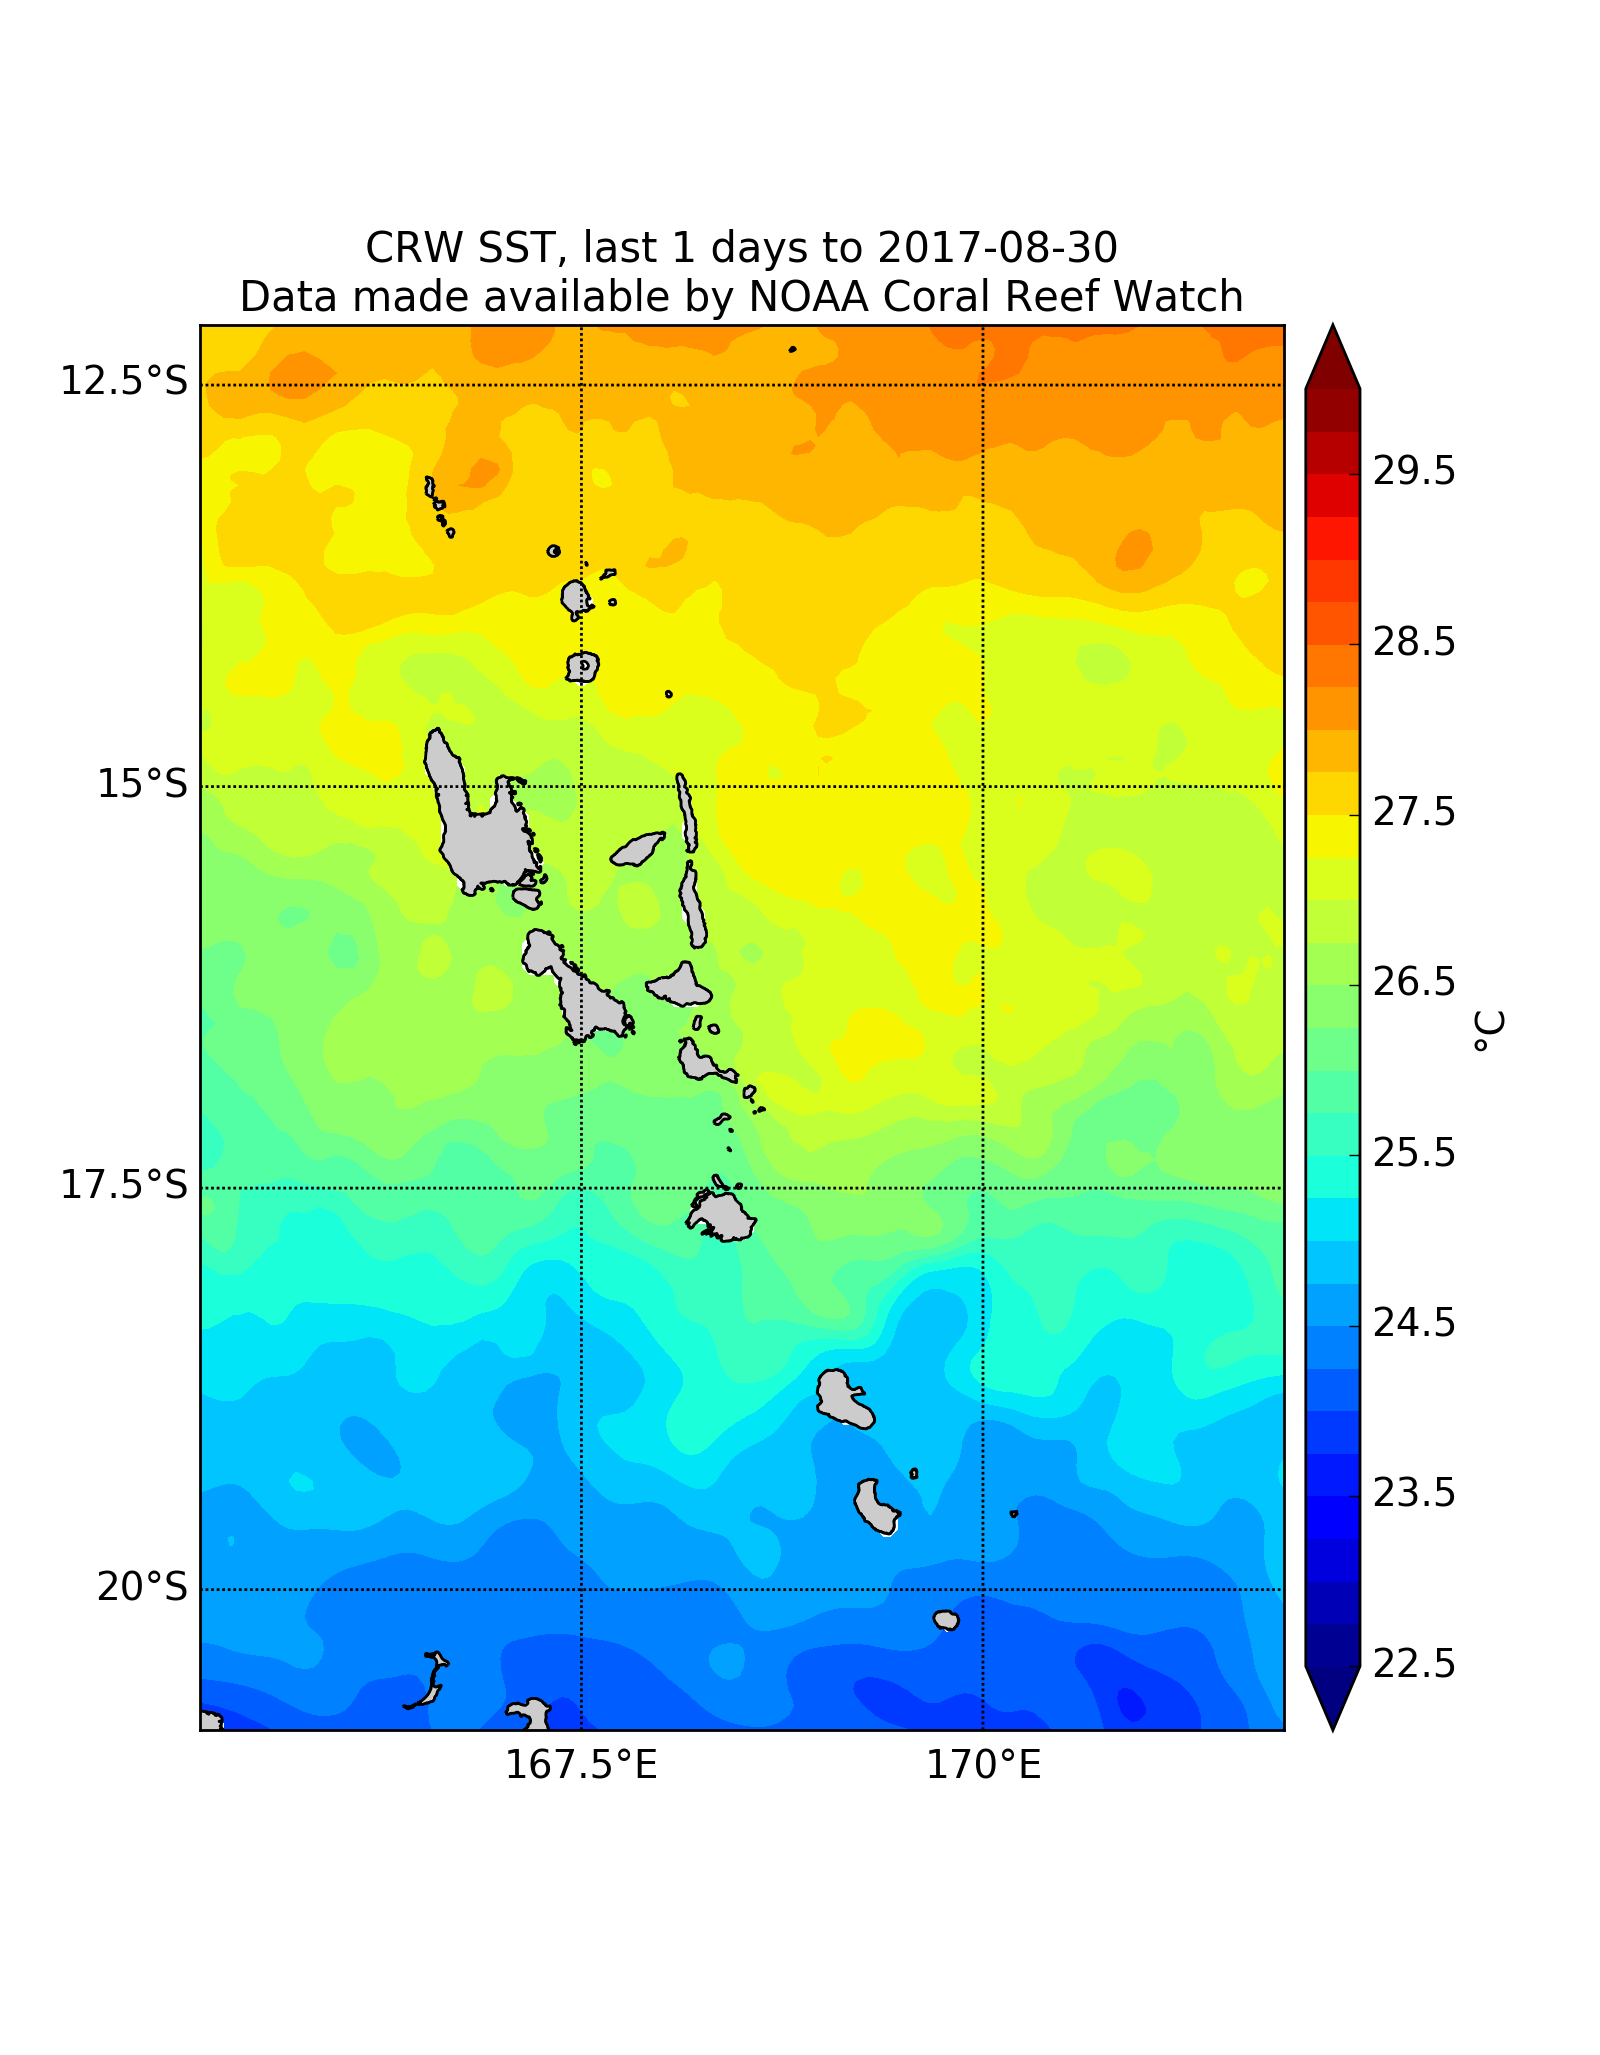 CRW SST, last 1 days to 2017-08-30
Data made available by NOAA Coral Reef Watch
12.5°S
15°S
17.5°S
20°S
167.5°E
170°E
29.5
28.5
27.5
26.5
25.5
24.5
23.5
22.5
°C